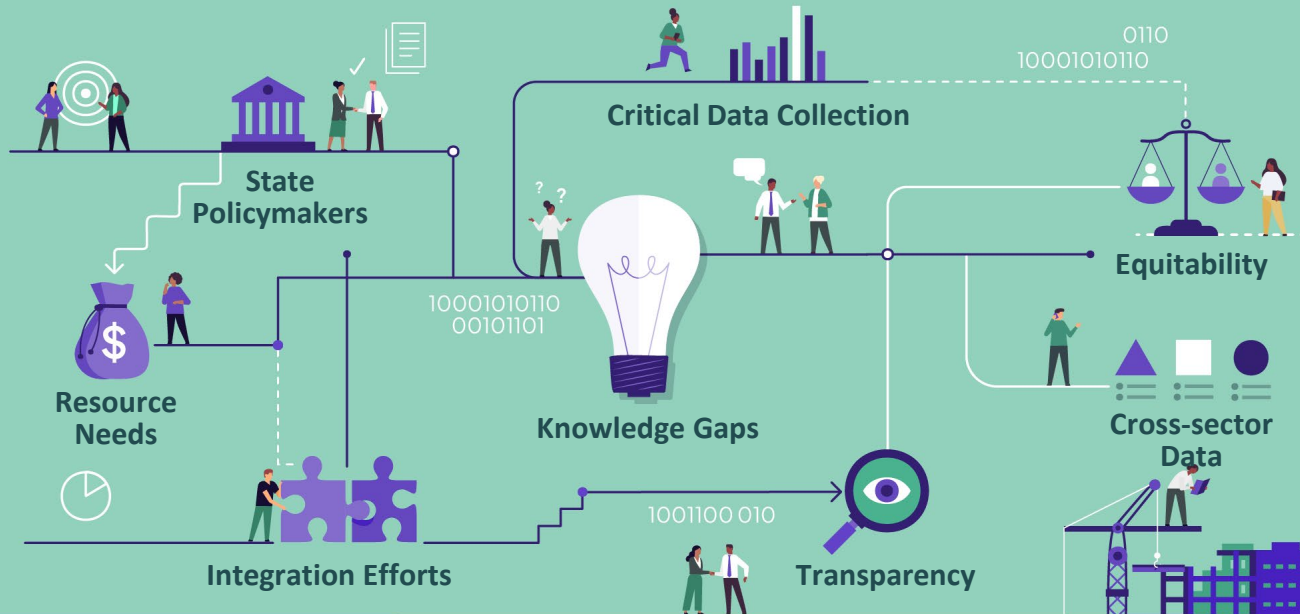 0110
10001010110
Critical Data Collection
State
Policymakers
? ?
Equitability
10001010110
00101101
$
Resource
Needs
Knowledge Gaps
Cross-sector
Data
1001100 010
Integration Efforts
Transparency